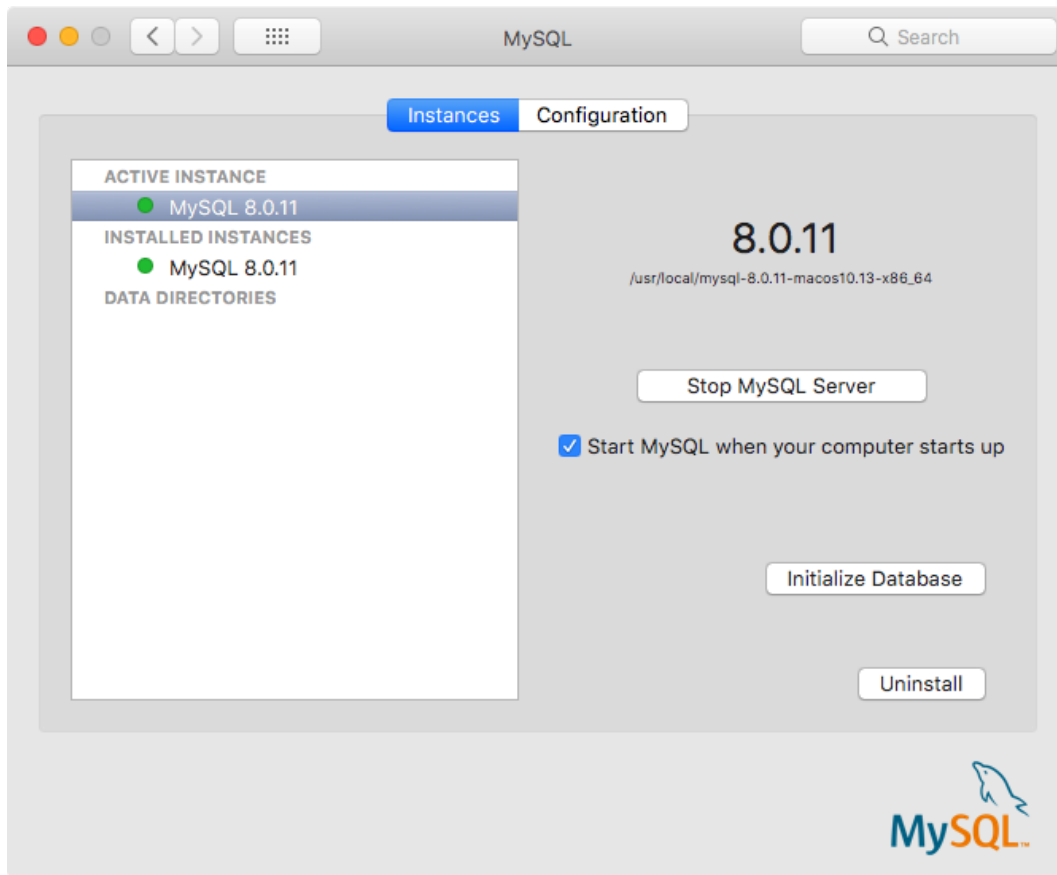 MySQL
Search
Instances
Configuration
ACTIVE INSTANCE
MySQL 8.0.11
INSTALLED INSTANCES
MySQL 8.0.11
DATA DIRECTORIES
8.0.11
/usr/local/mysql-8.0.11-macos10.13-x86_64
Stop MySQL Server
Start MySQL when your computer starts up
Initialize Database
Uninstall
MySQL™